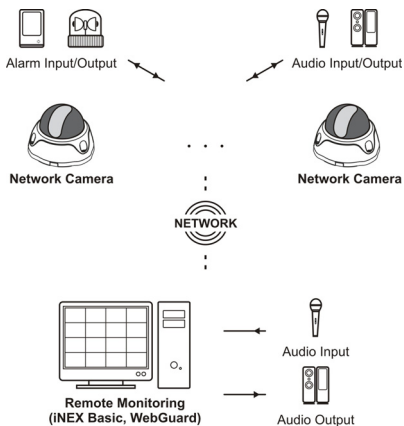 Alarm Input/Output
Audio Input/Output
Network Camera
Network Camera
NETWORK
Audio Input
Remote Monitoring
(iNEX Basic, WebGuard)
Audio Output